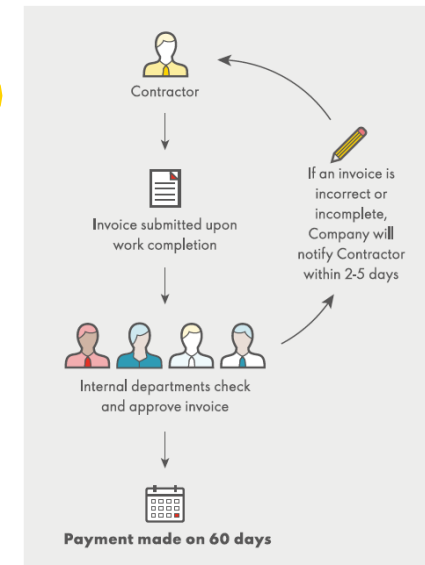 Contractor
Invoice submitted upon
work completion
Internal departments check
and approve invoice
Payment made on 60 days
If an invoice is
incorrect or
incomplete,
Company will
notify Contractor
within 2-5 days